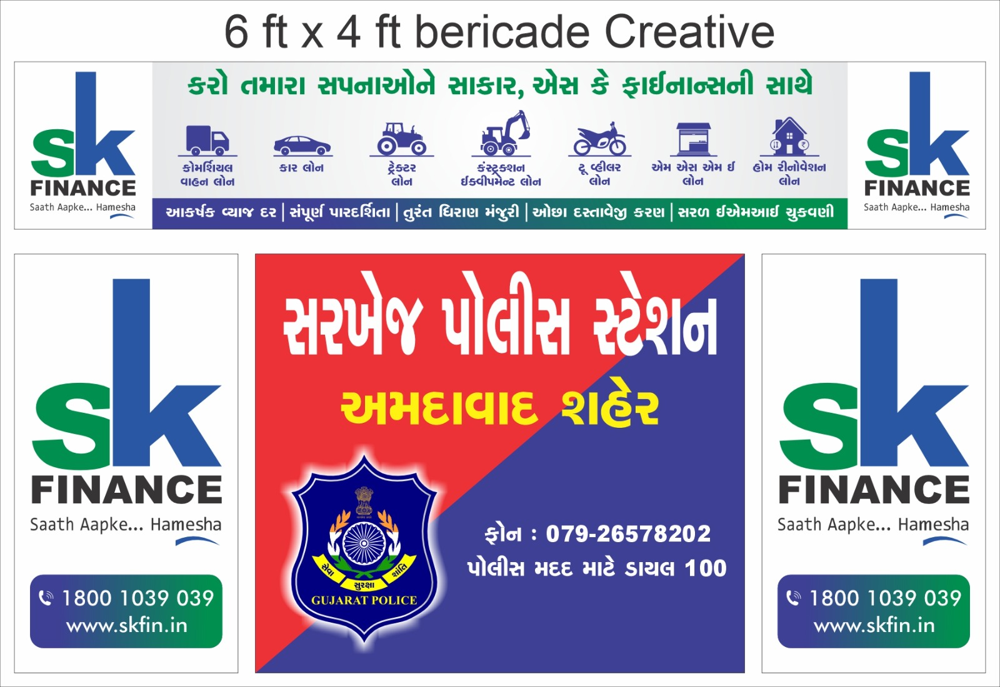 6 ft x 4 ft bericade Creative
sk
FINANCE
Saath Aapke... Hamesha
કરો તમારા સપનાઓને સાકાર, એસ કે ફાઈનાન્સની સાથે
કોમર્શિયલ
વાહન લોન
કાર લોન
ટ્રેક્ટર
લોન
કંસ્ટ્રક્શન
ઈક્વીપમેન્ટ લોન
ટૂ વ્હીલર
લોન
એમ એસ એમ ઈ
લોન
હોમ રીનોવેશન
લોન
આકર્ષક વ્યાજ દર | સંપૂર્ણ પારદર્શિતા | તુરંત ધિરાણ મંજુરી | ઓછા દસ્તાવેજી કરણ | સરળ ઈએમઆઈ ચુકવણી
sk
FINANCE
Saath Aapke... Hamesha
sk
FINANCE
Saath Aapke... Hamesha
1800 1039 039
www.skfin.in
સરખેજ પોલીસ સ્ટેશન
અમદાવાદ શહેર
સેવા
સુરક્ષા
શાંતિ
GUJARAT POLICE
ફોન : 079-26578202
પોલીસ મદદ માટે ડાયલ 100
sk
FINANCE
Saath Aapke... Hamesha
1800 1039 039
www.skfin.in